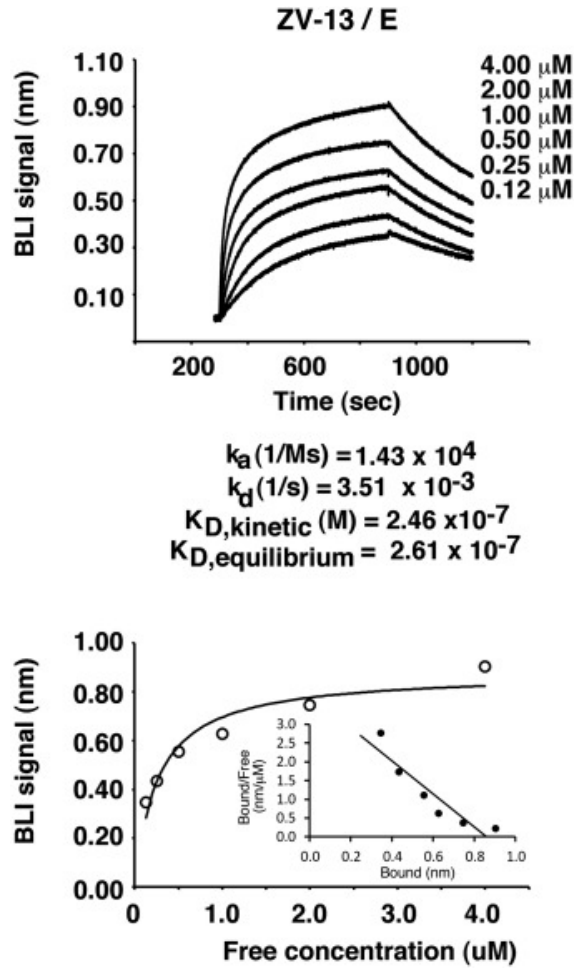 ZV-13 / E
BLI signal (nm)
1.10
0.90
0.70
0.50
0.30
0.10
4.00 µM
2.00 µM
1.00 µM
0.50 µM
0.25 µM
0.12 µM
200 600 1000
Time (sec)
ka (1/Ms) = 1.43 x 10^4
kd (1/s) = 3.51 x 10^-3
KD,kinetic (M) = 2.46 x10^-7
KD,equilibrium = 2.61 x 10^-7
BLI signal (nm)
1.00
0.80
0.60
0.40
0.20
0.00
Bound/Free
(nm/µM)
3.0
2.5
2.0
1.5
1.0
0.5
0.0
0.0 0.2 0.4 0.6 0.8 1.0
Bound (nm)
0 1.0 2.0 3.0 4.0
Free concentration (uM)